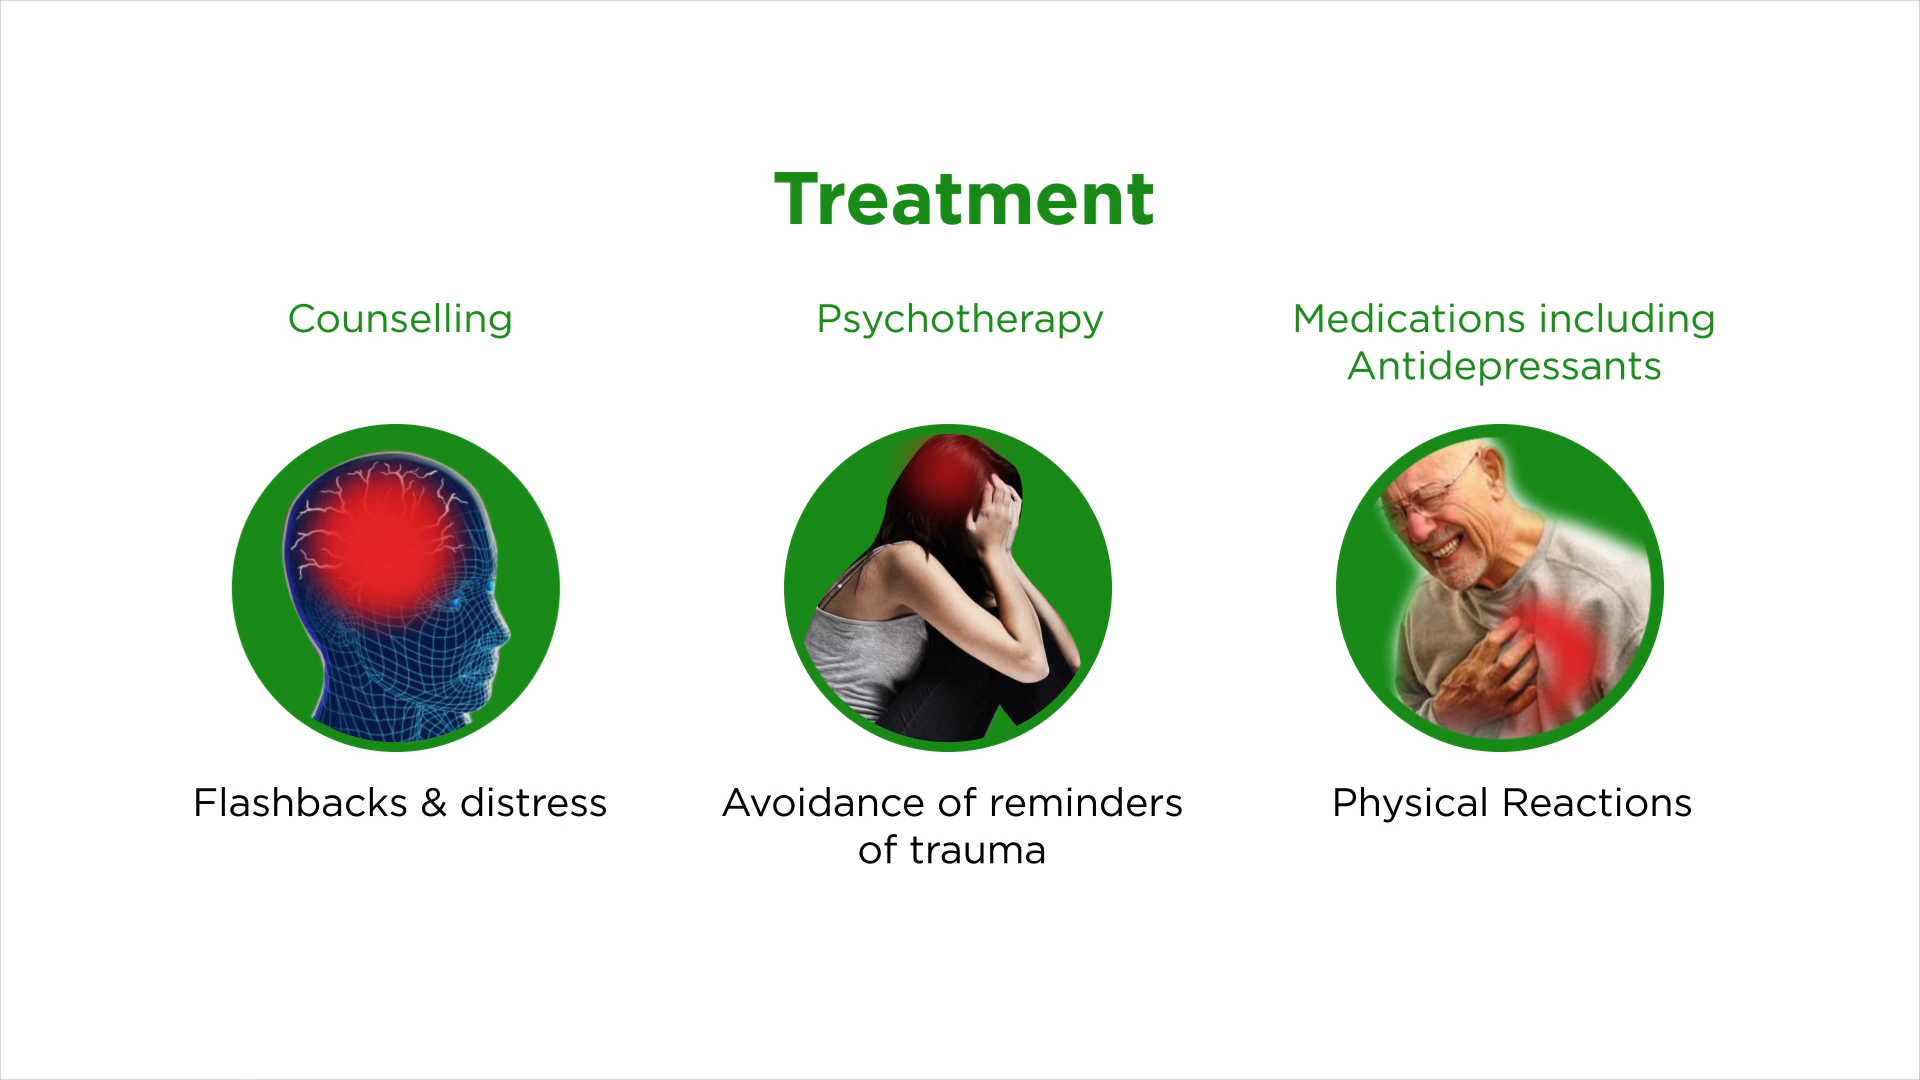 Treatment
Counselling
Psychotherapy
Medications including
Antidepressants
Flashbacks & distress
Avoidance of reminders
of trauma
Physical Reactions